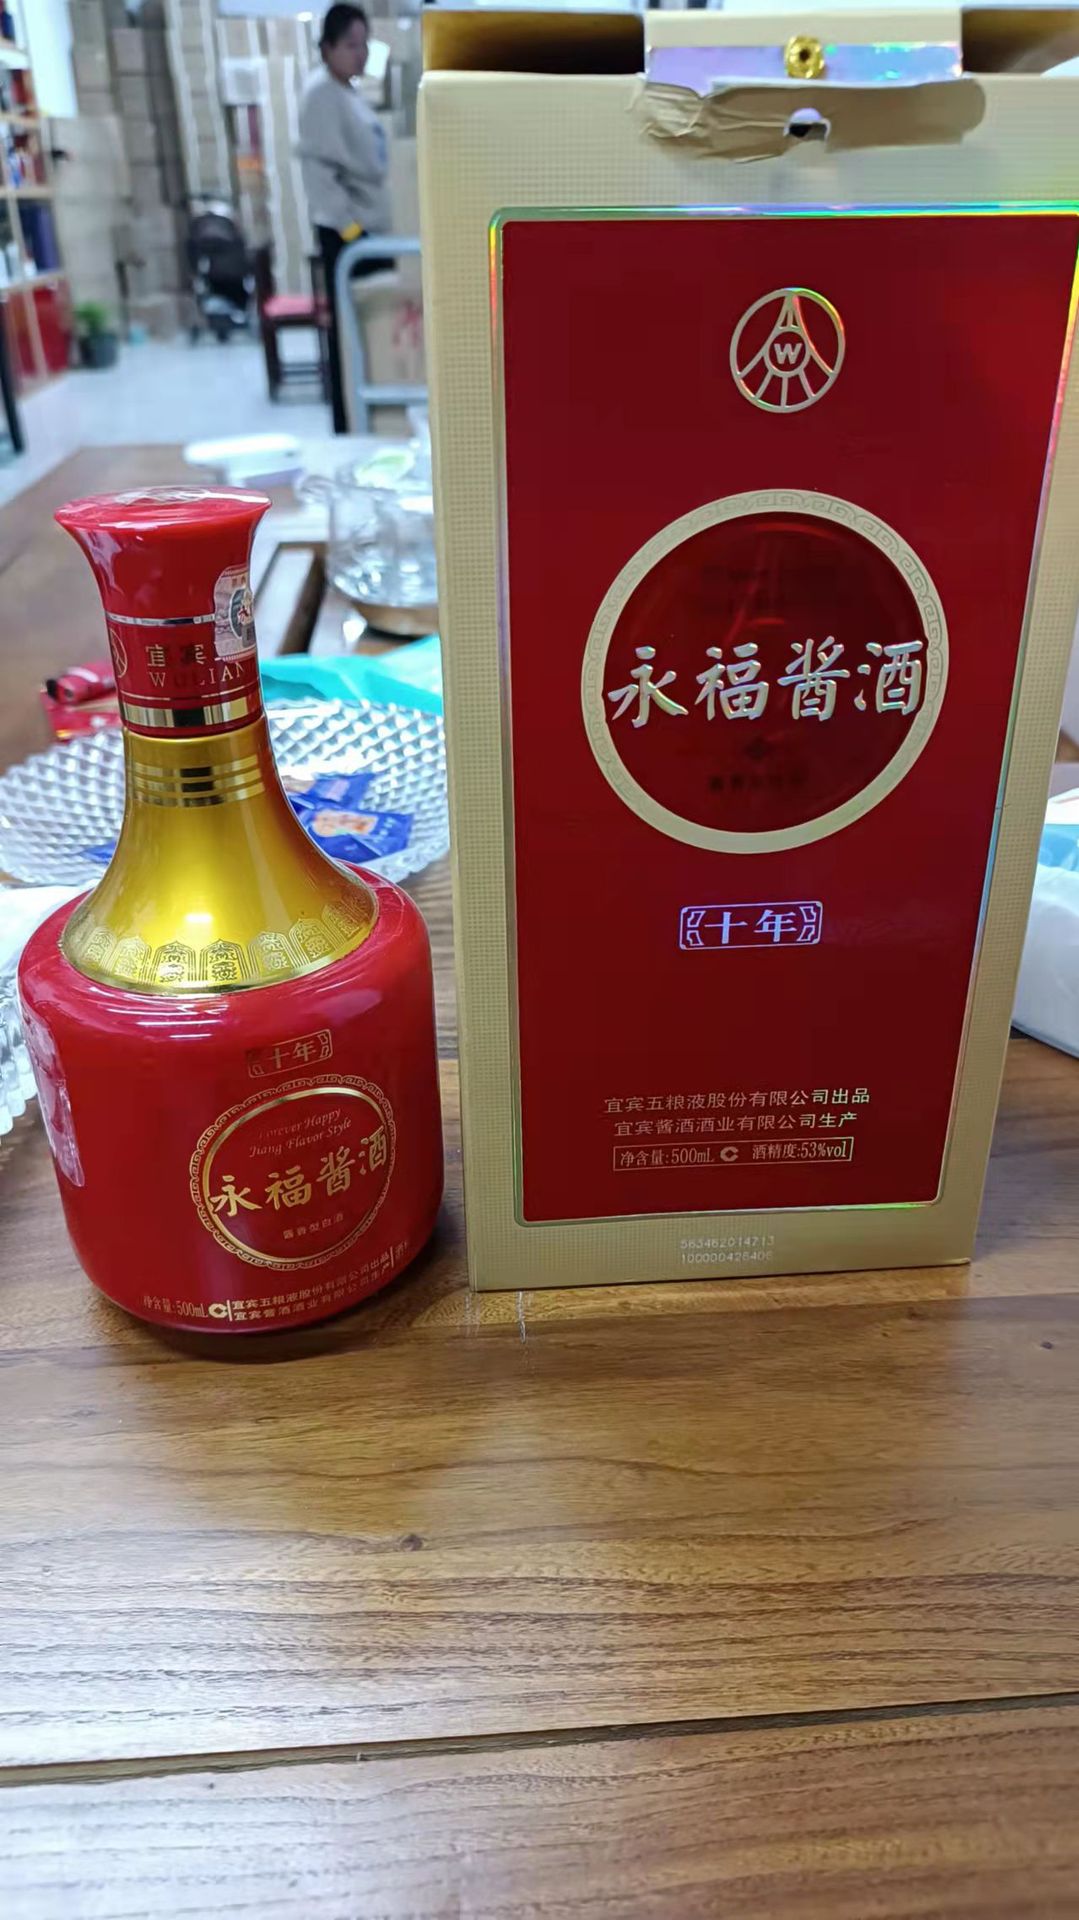 W
永福酱酒
十年
宜宾五粮液股份有限公司出品
宜宾酱酒酒业有限公司生产
净含量:500mL C 酒精度:53%vol
563462014213
100000426406
宜宾
WULIAN
十年
Forever Happy
Jiang Flavor Style
永福酱酒
酱香型白酒
净含量:500mL C
宜宾五粮液股份有限公司出品
宜宾酱酒酒业有限公司生产